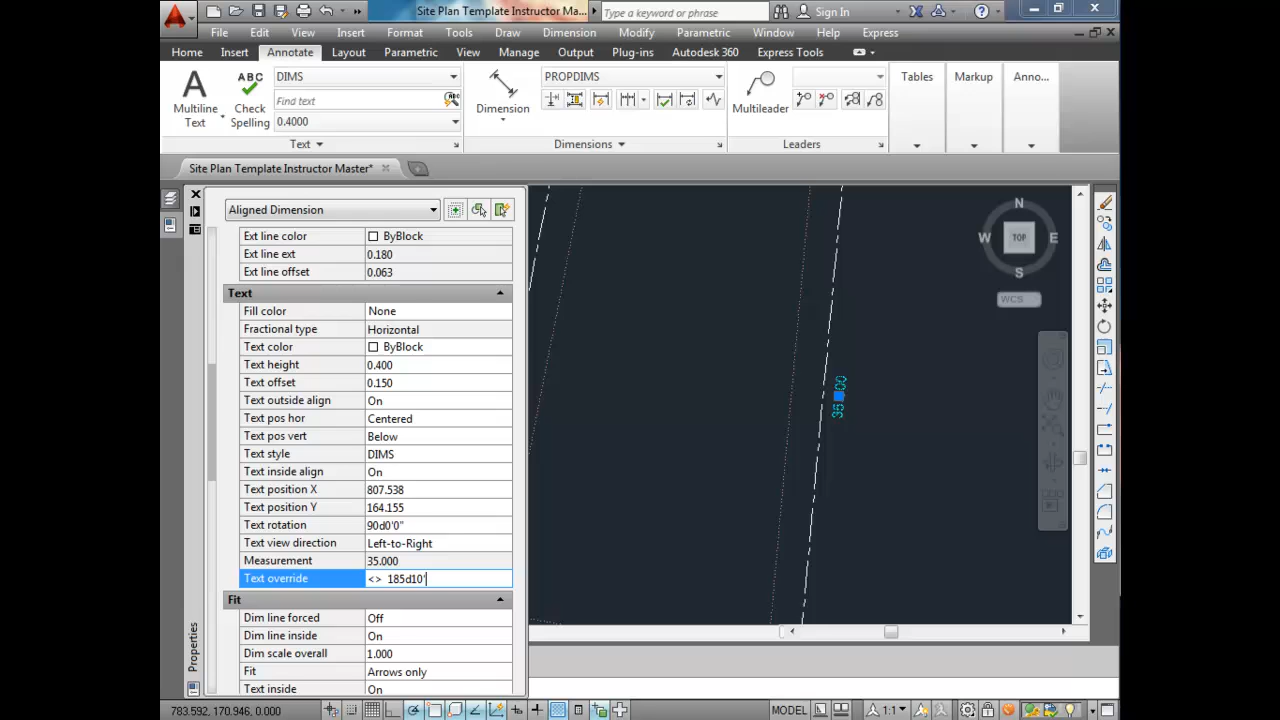 Site Plan Template Instructor Ma...
Type a keyword or phrase
Sign In
File Edit View Insert Format Tools Draw Dimension Modify Parametric Window Help Express
Home Insert Annotate Layout Parametric View Manage Output Plug-ins Autodesk 360 Express Tools
A
Multiline
Text
ABC
Check
Spelling
DIMS
Find text
0.4000
Dimension
PROPDIMS
Multileader
Tables
Markup
Anno...
Text
Dimensions
Leaders
Site Plan Template Instructor Master*
Aligned Dimension
Ext line color ByBlock
Ext line ext 0.180
Ext line offset 0.063
Text
Fill color None
Fractional type Horizontal
Text color ByBlock
Text height 0.400
Text offset 0.150
Text outside align On
Text pos hor Centered
Text pos vert Below
Text style DIMS
Text inside align On
Text position X 807.538
Text position Y 164.155
Text rotation 90d0'0"
Text view direction Left-to-Right
Measurement 35.000
Text override <> 185d10'
Fit
Dim line forced Off
Dim line inside On
Dim scale overall 1.000
Fit Arrows only
Text inside On
Properties
N
W TOP E
S
WCS
783.592, 170.946, 0.000
MODEL
1:1